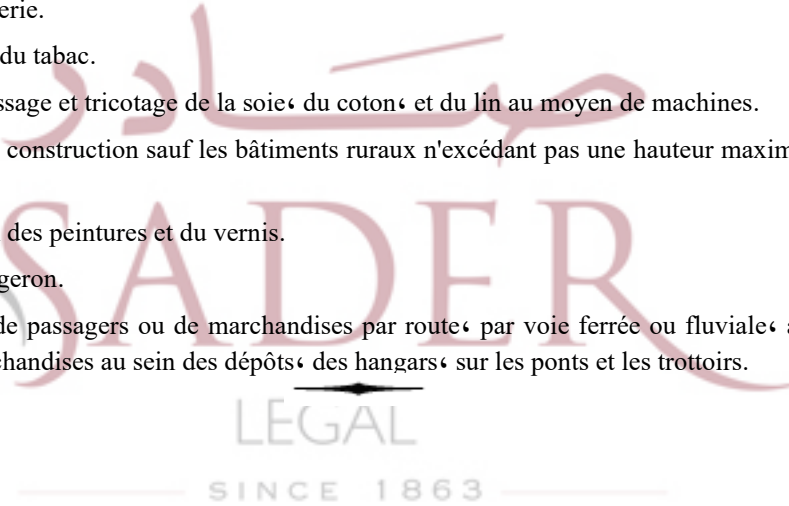 erie.
du tabac.
ssage et tricotage de la soie، du coton، et du lin au moyen de machines.
construction sauf les bâtiments ruraux n'excédant pas une hauteur maxim
des peintures et du vernis.
geron.
de passagers ou de marchandises par route، par voie ferrée ou fluviale، a
chandises au sein des dépôts، des hangars، sur les ponts et les trottoirs.
صادر
SADER
LEGAL
SINCE 1863